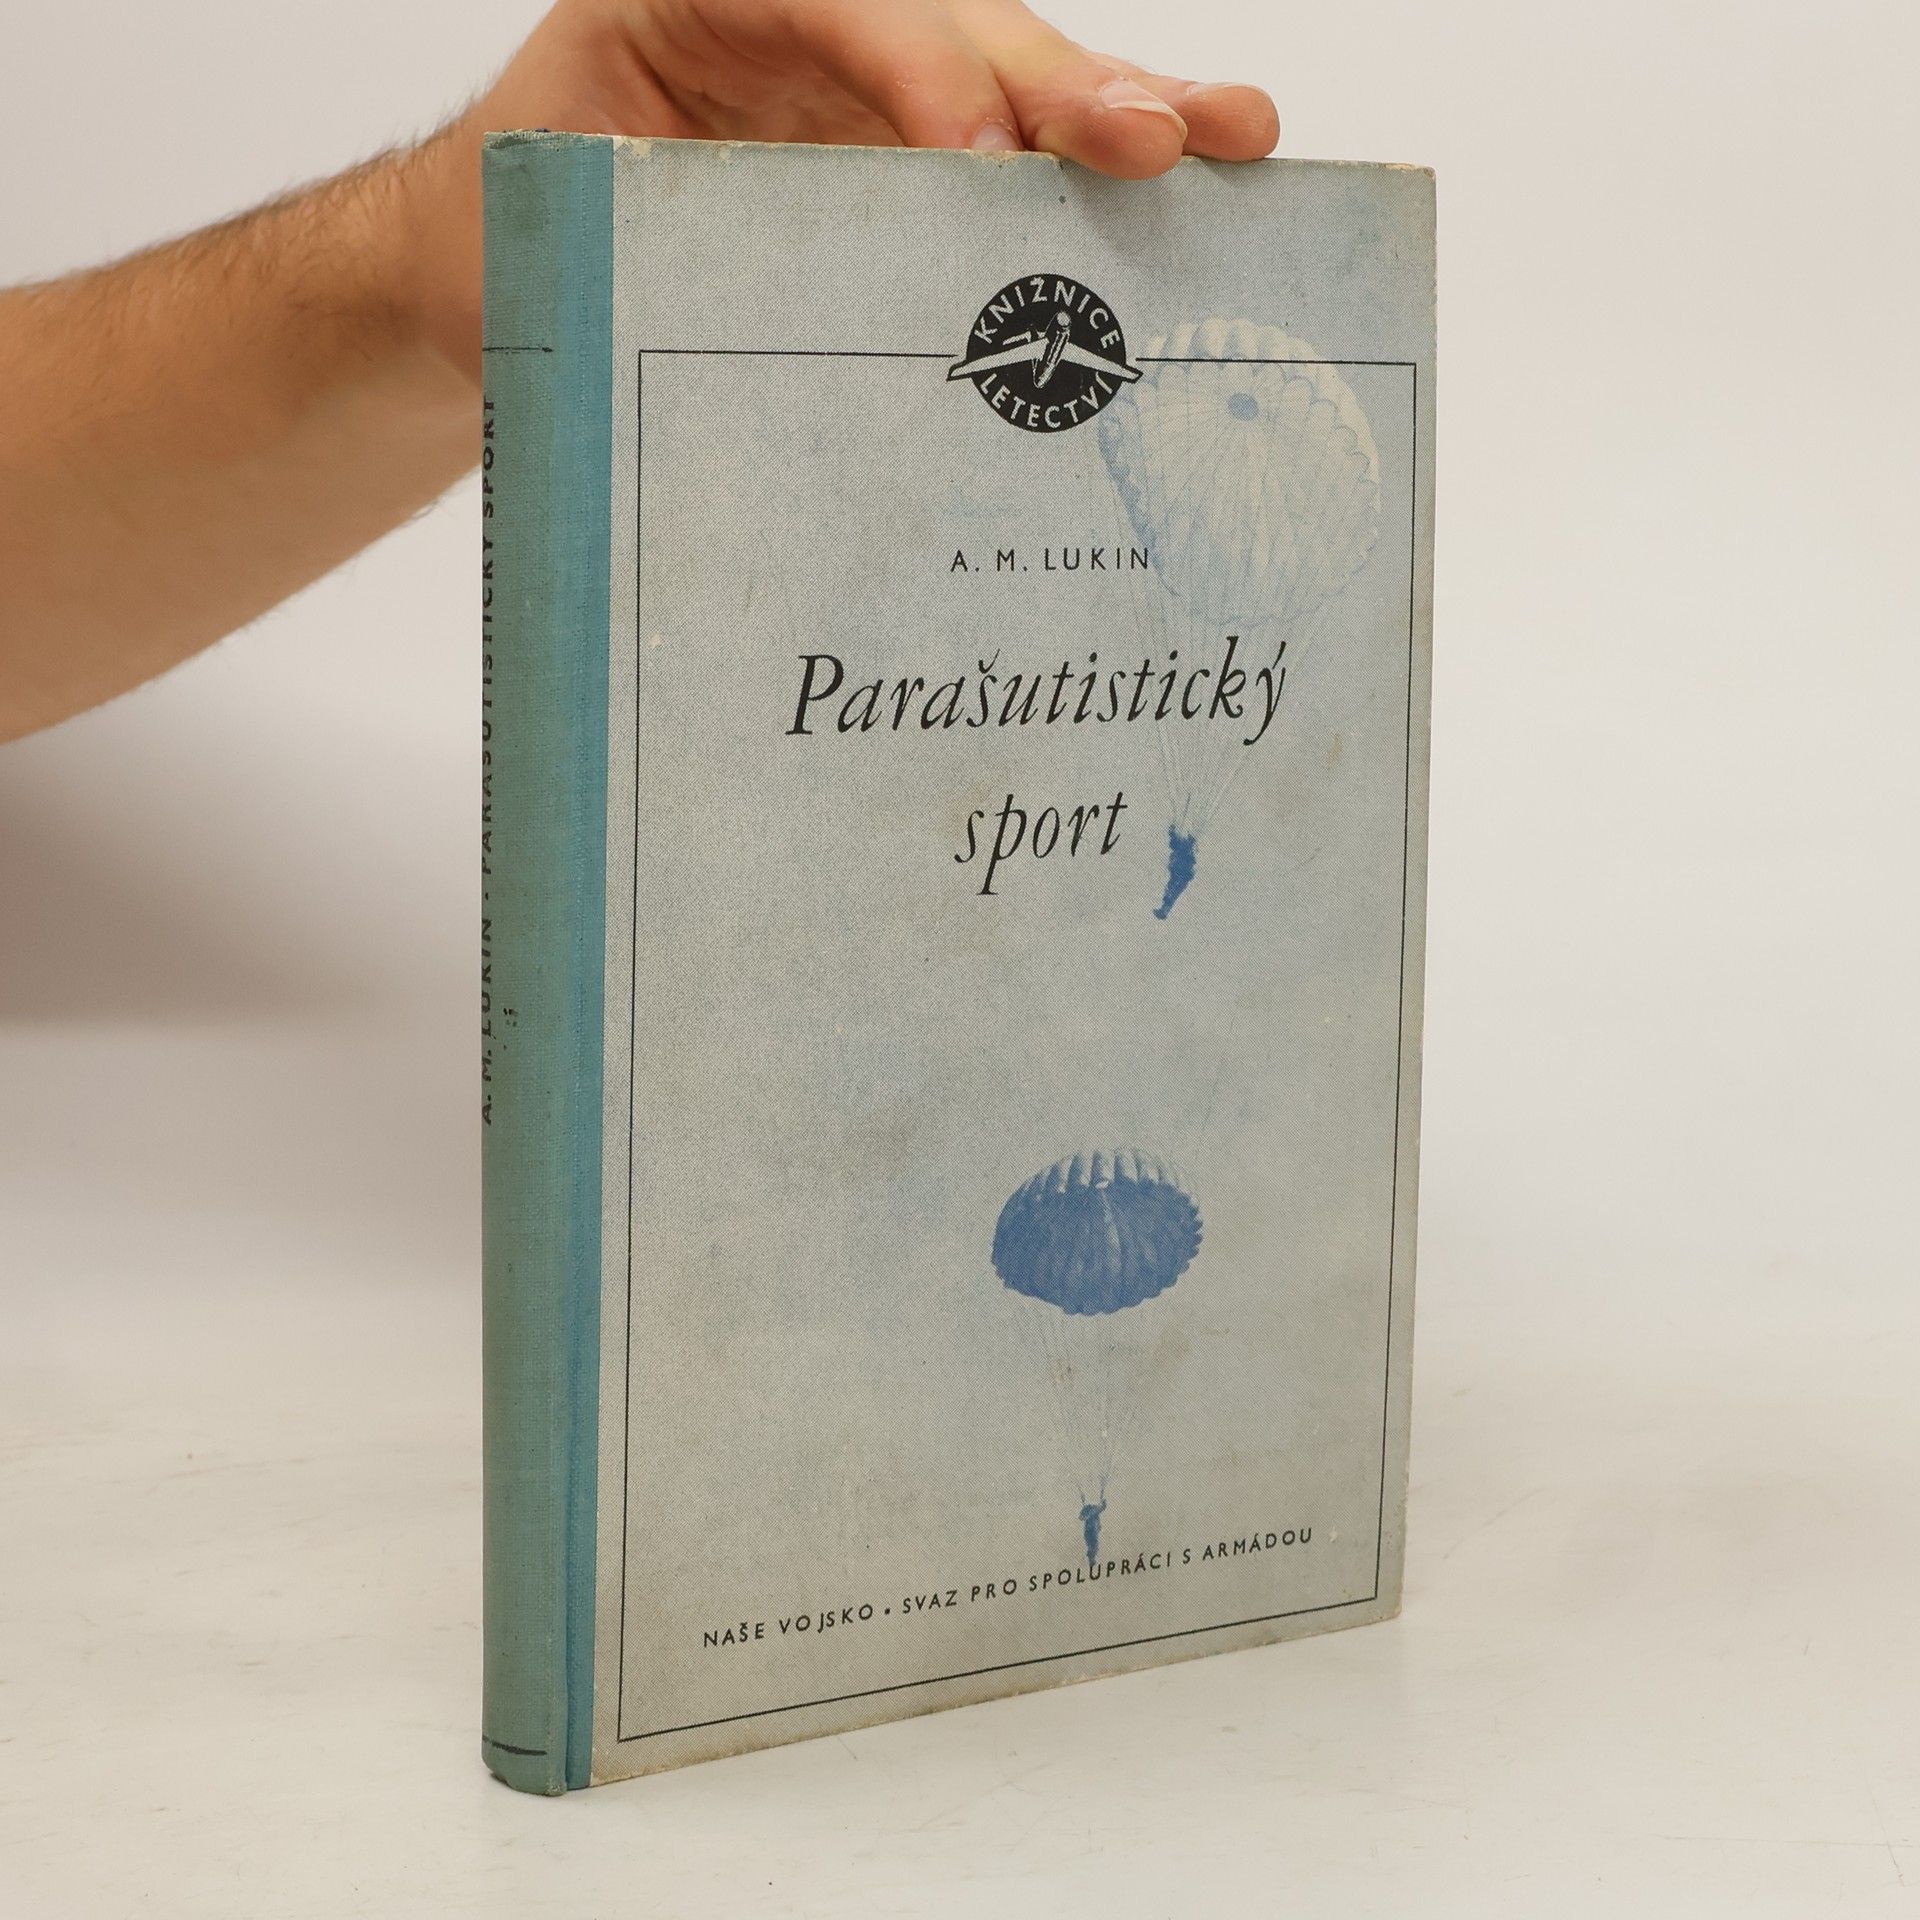 KNIŽNICE
LETECTVÍ
A. M. LUKIN
Parašutistický
sport
NAŠE VOJSKO • SVAZ PRO SPOLUPRÁCI S ARMÁDOU
A. M. LUKIN - PARAŠUTISTICKÝ SPORT